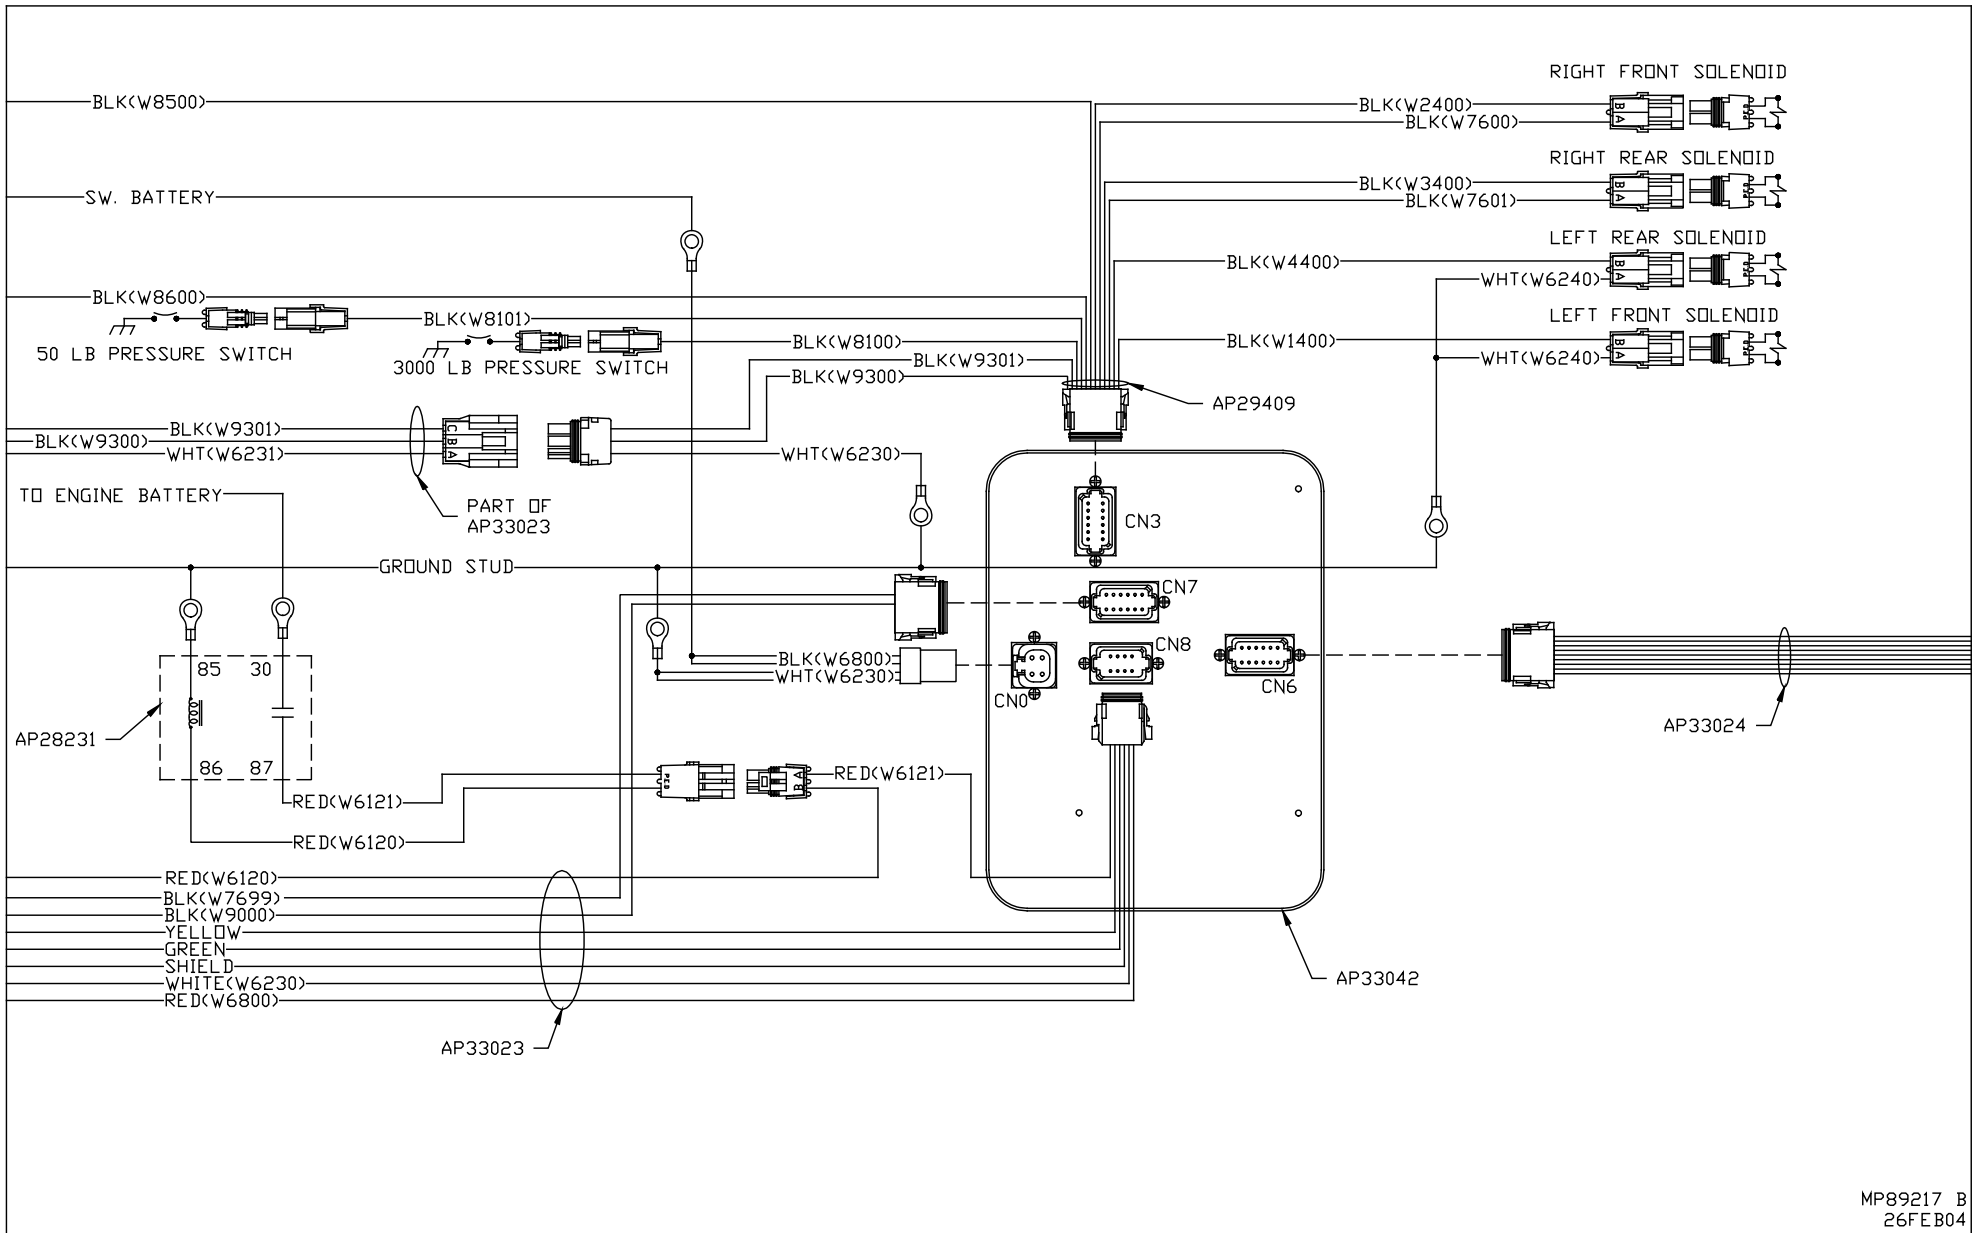 RIGHT FRONT SOLENOID
BLK(W8500)
BLK(W2400)
B
A
PED
BLK(W7600)
RIGHT REAR SOLENOID
BLK(W3400)
B
A
PED
SW. BATTERY
BLK(W7601)
LEFT REAR SOLENOID
BLK(W4400)
B
A
PED
WHT(W6240)
BLK(W8600)
LEFT FRONT SOLENOID
BLK(W8101)
50 LB PRESSURE SWITCH
BLK(W8100)
BLK(W1400)
B
A
PED
3000 LB PRESSURE SWITCH
BLK(W9301)
WHT(W6240)
BLK(W9300)
AP29409
BLK(W9301)
C
BLK(W9300)
B
WHT(W6231)
A
WHT(W6230)
TO ENGINE BATTERY
PART OF
AP33023
CN3
GROUND STUD
CN7
CN8
85 30
BLK(W6800)
WHT(W6230)
CN6
CN0
AP28231
AP33024
86 87
PED
A
B
RED(W6121)
RED(W6121)
RED(W6120)
RED(W6120)
BLK(W7699)
BLK(W9000)
YELLOW
GREEN
SHIELD
WHITE(W6230)
RED(W6800)
AP33042
AP33023
MP89217 B
26FEB04